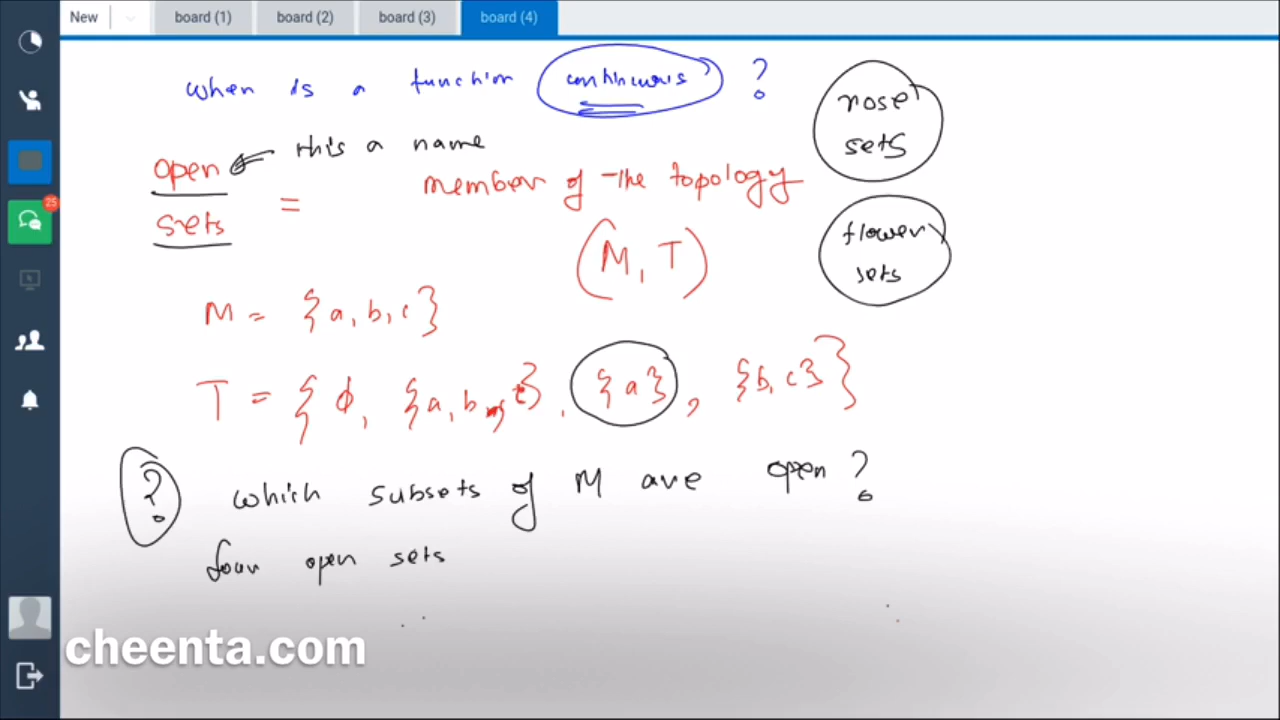 New
board (1)
board (2)
board (3)
board (4)
when is a function continuous ?
rose
sets
this a name
open
sets
= member of the topology
flower
sets
(M, T)
M = {a, b, c}
T = {ϕ, {a, b, c}, {a}, {b, c}}
? which subsets of M are open ?
four open sets
25
cheenta.com